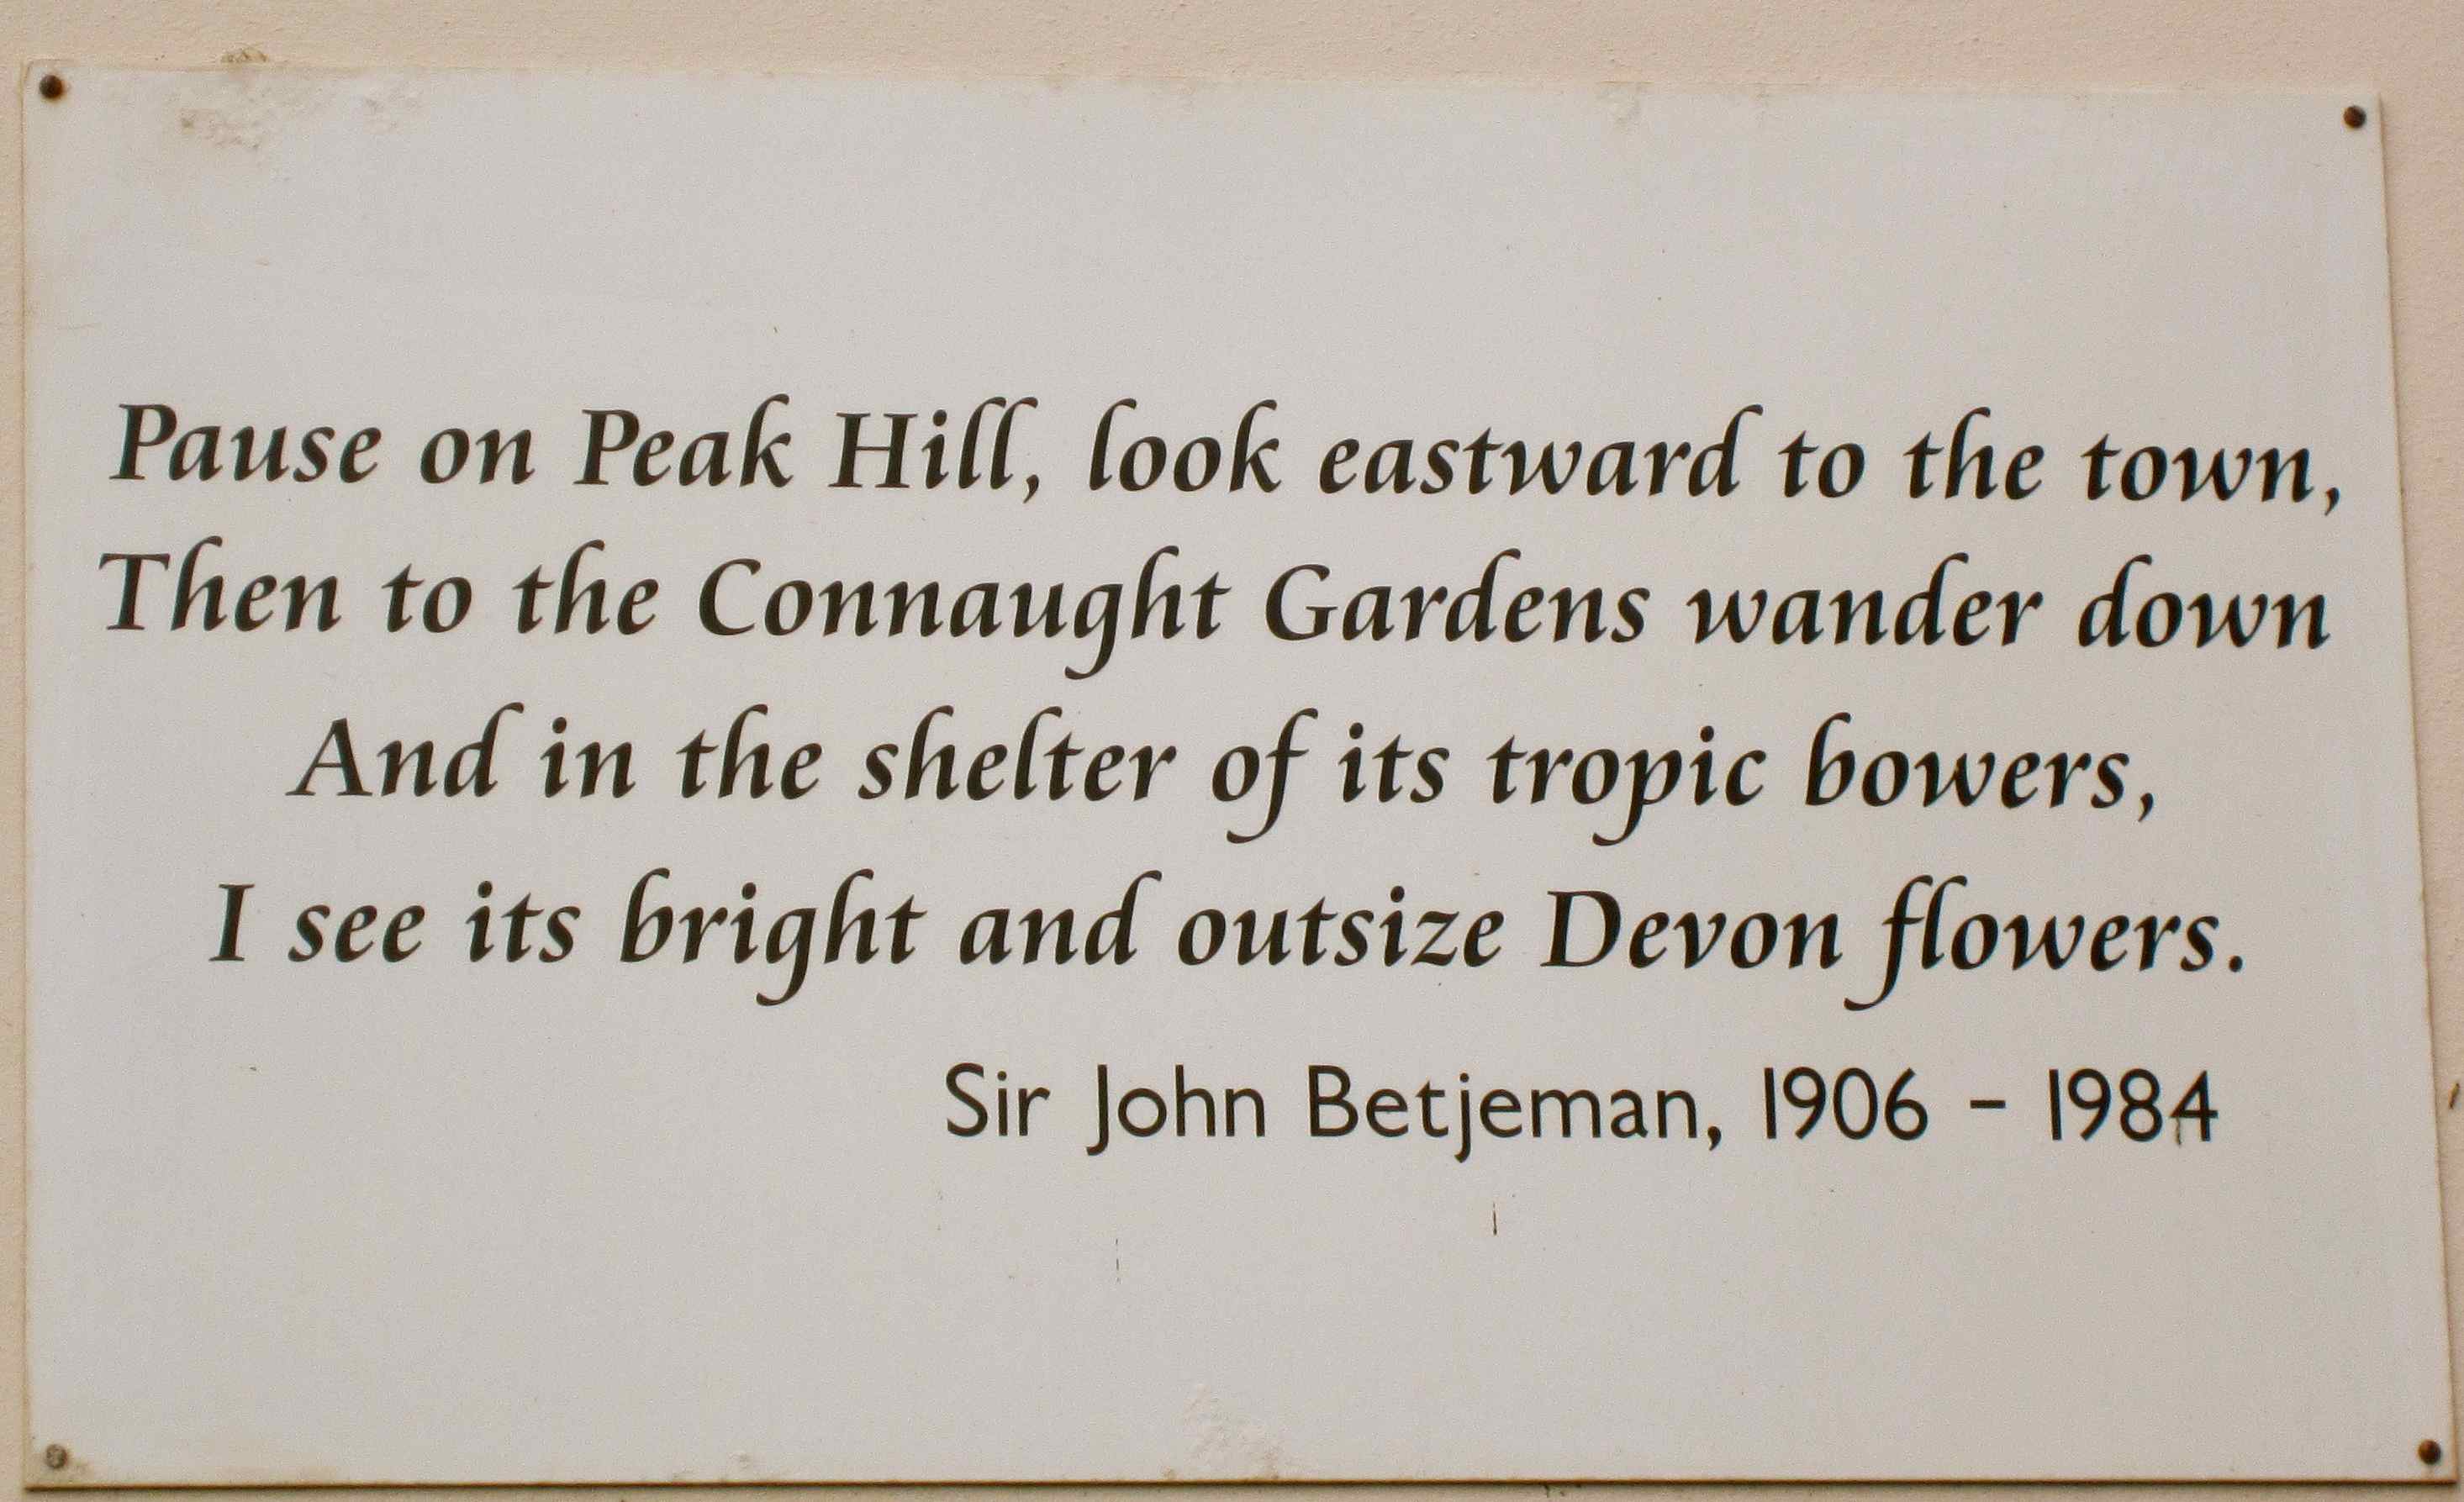 Pause on Peak Hill, look eastward to the town,
Then to the Connaught Gardens wander down
And in the shelter of its tropic bowers,
I see its bright and outsize Devon flowers.
Sir John Betjeman, 1906 – 1984